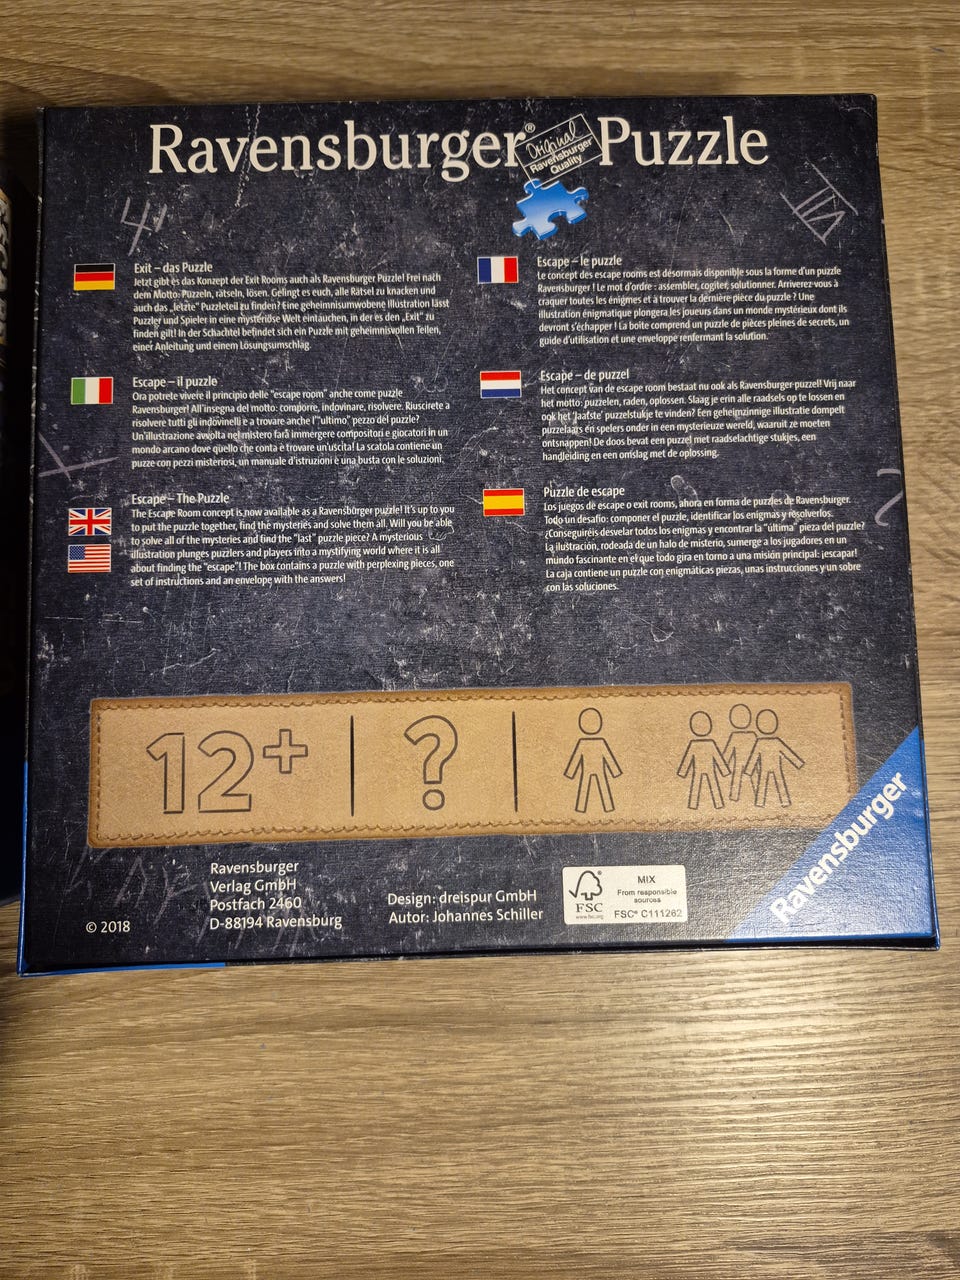 Ravensburger® Puzzle
Original
Ravensburger
Quality
4'
VII
Exit – das Puzzle
Jetzt gibt es das Konzept der Exit Rooms auch als Ravensburger Puzzle! Frei nach
dem Motto: Puzzeln, rätseln, lösen. Gelingt es euch, alle Rätsel zu knacken und
auch das „letzte“ Puzzleteil zu finden? Eine geheimnisumwobene Illustration lässt
Puzzler und Spieler in eine mysteriöse Welt eintauchen, in der es den „Exit“ zu
finden gilt! In der Schachtel befindet sich ein Puzzle mit geheimnisvollen Teilen,
einer Anleitung und einem Lösungsumschlag.
Escape – il puzzle
Ora potrete vivere il principio delle "escape room" anche come puzzle
Ravensburger! All'insegna del motto: comporre, indovinare, risolvere. Riuscirete a
risolvere tutti gli indovinelli e a trovare anche l'"ultimo" pezzo del puzzle?
Un'illustrazione avvolta nel mistero farà immergere compositori e giocatori in un
mondo arcano dove quello che conta è trovare un'uscita! La scatola contiene un
puzze con pezzi misteriosi, un manuale d'istruzioni e una busta con le soluzioni.
Escape – The Puzzle
The Escape Room concept is now available as a Ravensburger puzzle! It's up to you
to put the puzzle together, find the mysteries and solve them all. Will you be able
to solve all of the mysteries and find the "last" puzzle piece? A mysterious
illustration plunges puzzlers and players into a mystifying world where it is all
about finding the "escape"! The box contains a puzzle with perplexing pieces, one
set of instructions and an envelope with the answers!
Escape – le puzzle
Le concept des escape rooms est désormais disponible sous la forme d'un puzzle
Ravensburger ! Le mot d'ordre : assembler, cogiter, solutionner. Arriverez-vous à
craquer toutes les énigmes et à trouver la dernière pièce du puzzle ? Une
illustration énigmatique plongera les joueurs dans un monde mystérieux dont ils
devront s'échapper ! La boîte comprend un puzzle de pièces pleines de secrets, un
guide d'utilisation et une enveloppe renfermant la solution.
Escape – de puzzel
Het concept van de escape room bestaat nu ook als Ravensburger-puzzel! Vrij naar
het motto: puzzelen, raden, oplossen. Slaag je erin alle raadsels op te lossen en
ook het 'laatste' puzzelstukje te vinden? Een geheimzinnige illustratie dompelt
puzzelaars en spelers onder in een mysterieuze wereld, waaruit ze moeten
ontsnappen! De doos bevat een puzzel met raadselachtige stukjes, een
handleiding en een omslag met de oplossing.
Puzzle de escape
Los juegos de escape o exit rooms, ahora en forma de puzzles de Ravensburger.
Todo un desafío: componer el puzzle, identificar los enigmas y resolverlos.
¿Conseguiréis desvelar todos los enigmas y encontrar la "última" pieza del puzzle?
La ilustración, rodeada de un halo de misterio, sumerge a los jugadores en un
mundo fascinante en el que todo gira en torno a una misión principal: ¡escapar!
La caja contiene un puzzle con enigmáticas piezas, unas instrucciones y un sobre
con las soluciones.
12+ ?
© 2018
Ravensburger
Verlag GmbH
Postfach 2460
D-88194 Ravensburg
Design: dreispur GmbH
Autor: Johannes Schiller
FSC
www.fsc.org
MIX
From responsible
sources
FSC® C111262
Ravensburger